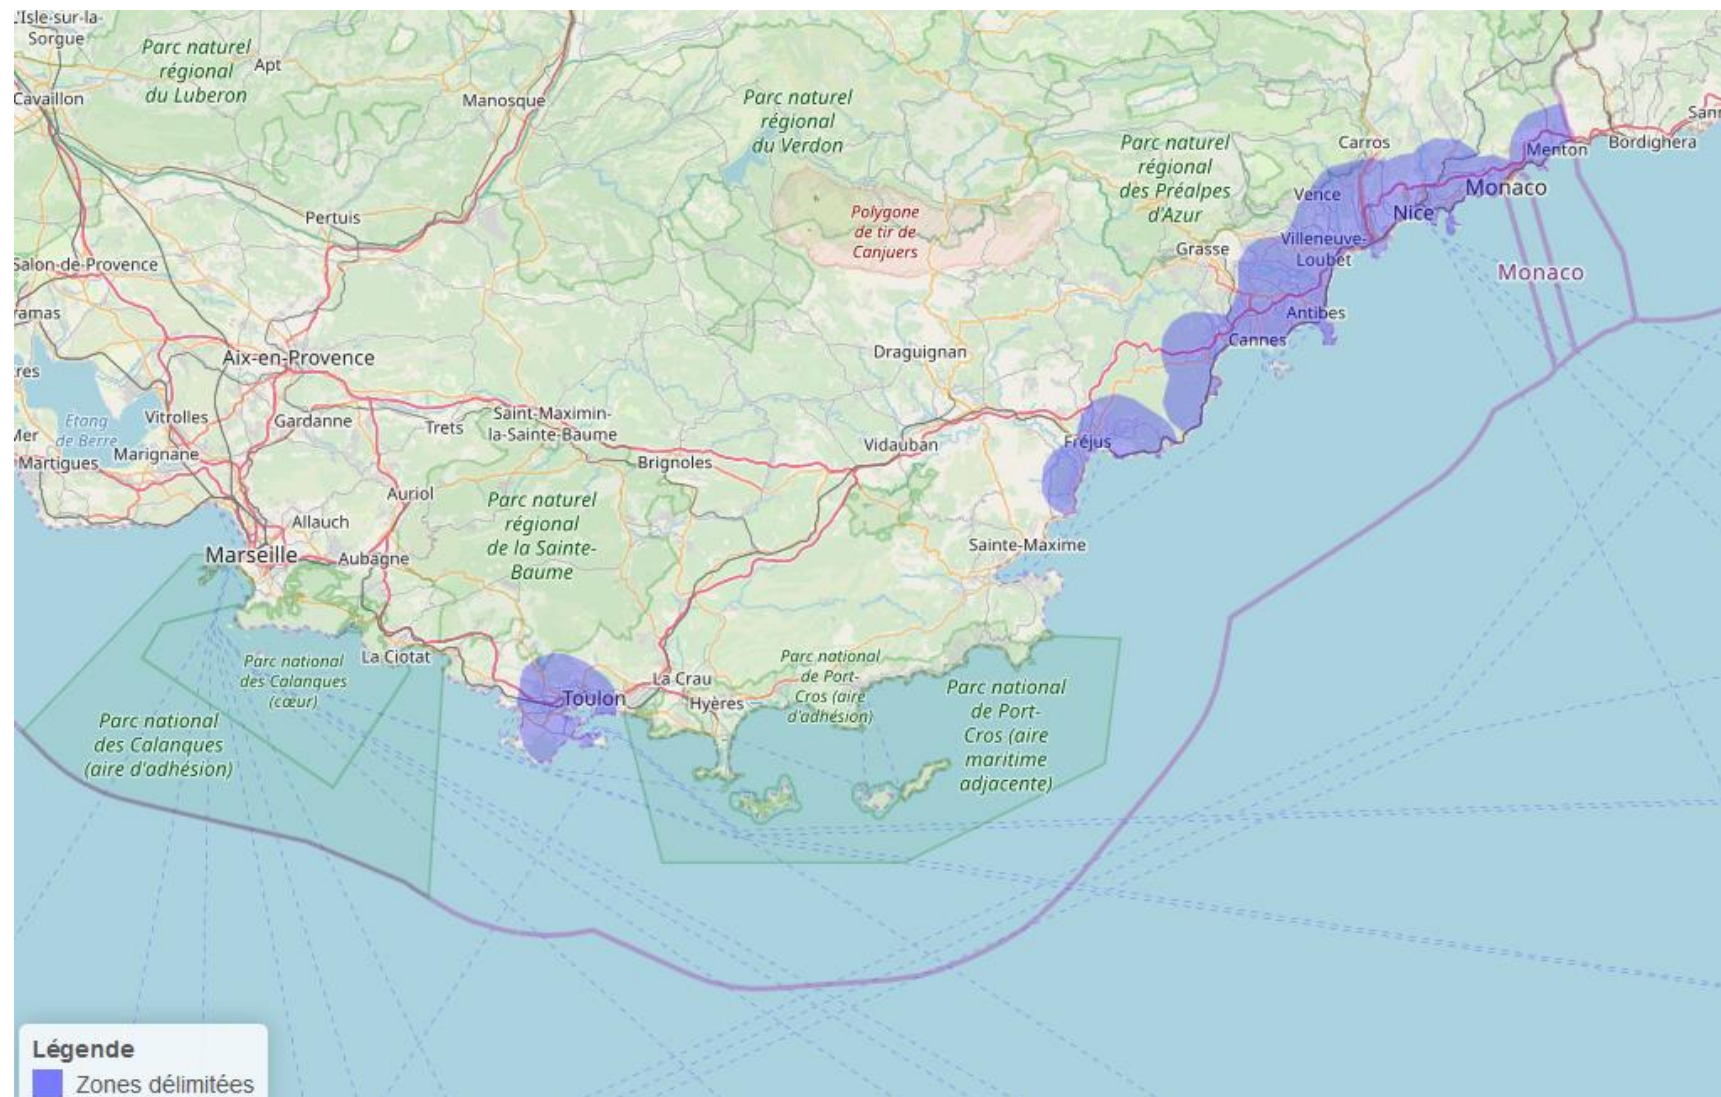 L'Isle-sur-la-
Sorgue
Parc naturel
régional
du Luberon
Apt
Cavaillon
Manosque
Parc naturel
régional
du Verdon
Parc naturel
régional
des Préalpes
d'Azur
Carros
Menton
Bordighera
Vence
Monaco
Nice
Pertuis
Polygone
de tir de
Canjuers
Grasse
Villeneuve-
Loubet
Salon-de-Provence
Monaco
ramas
Antibes
Cannes
Aix-en-Provence
Draguignan
tres
Etang
de Berre
Vitrolles
Gardanne
Trets
Saint-Maximin-
la-Sainte-Baume
Mer
Martigues
Marignane
Brignoles
Vidauban
Fréjus
Auriol
Parc naturel
régional
de la Sainte-
Baume
Allauch
Marseille
Aubagne
Sainte-Maxime
La Ciotat
Parc national
des Calanques
(cœur)
Parc national
des Calanques
(aire d'adhésion)
Toulon
La Crau
Hyères
Parc national
de Port-
Cros (aire
d'adhésion)
Parc national
de Port-
Cros (aire
maritime
adjacente)
Légende
Zones délimitées